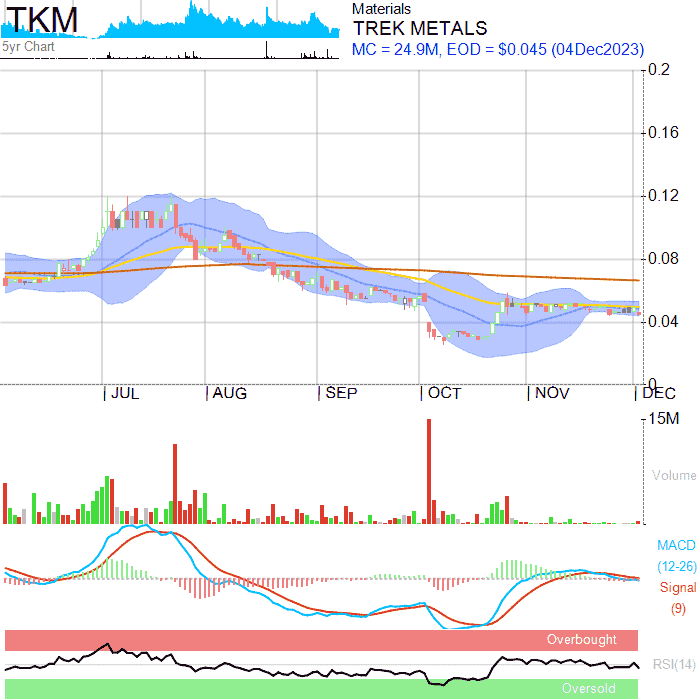 TKM
5yr Chart
Materials
TREK METALS
MC = 24.9M, EOD = $0.045 (04Dec2023)
0.2
0.16
0.12
0.08
0.04
0
JUL AUG SEP OCT NOV DEC
15M
Volume
MACD
(12-26)
Signal
(9)
Overbought
RSI(14)
Oversold